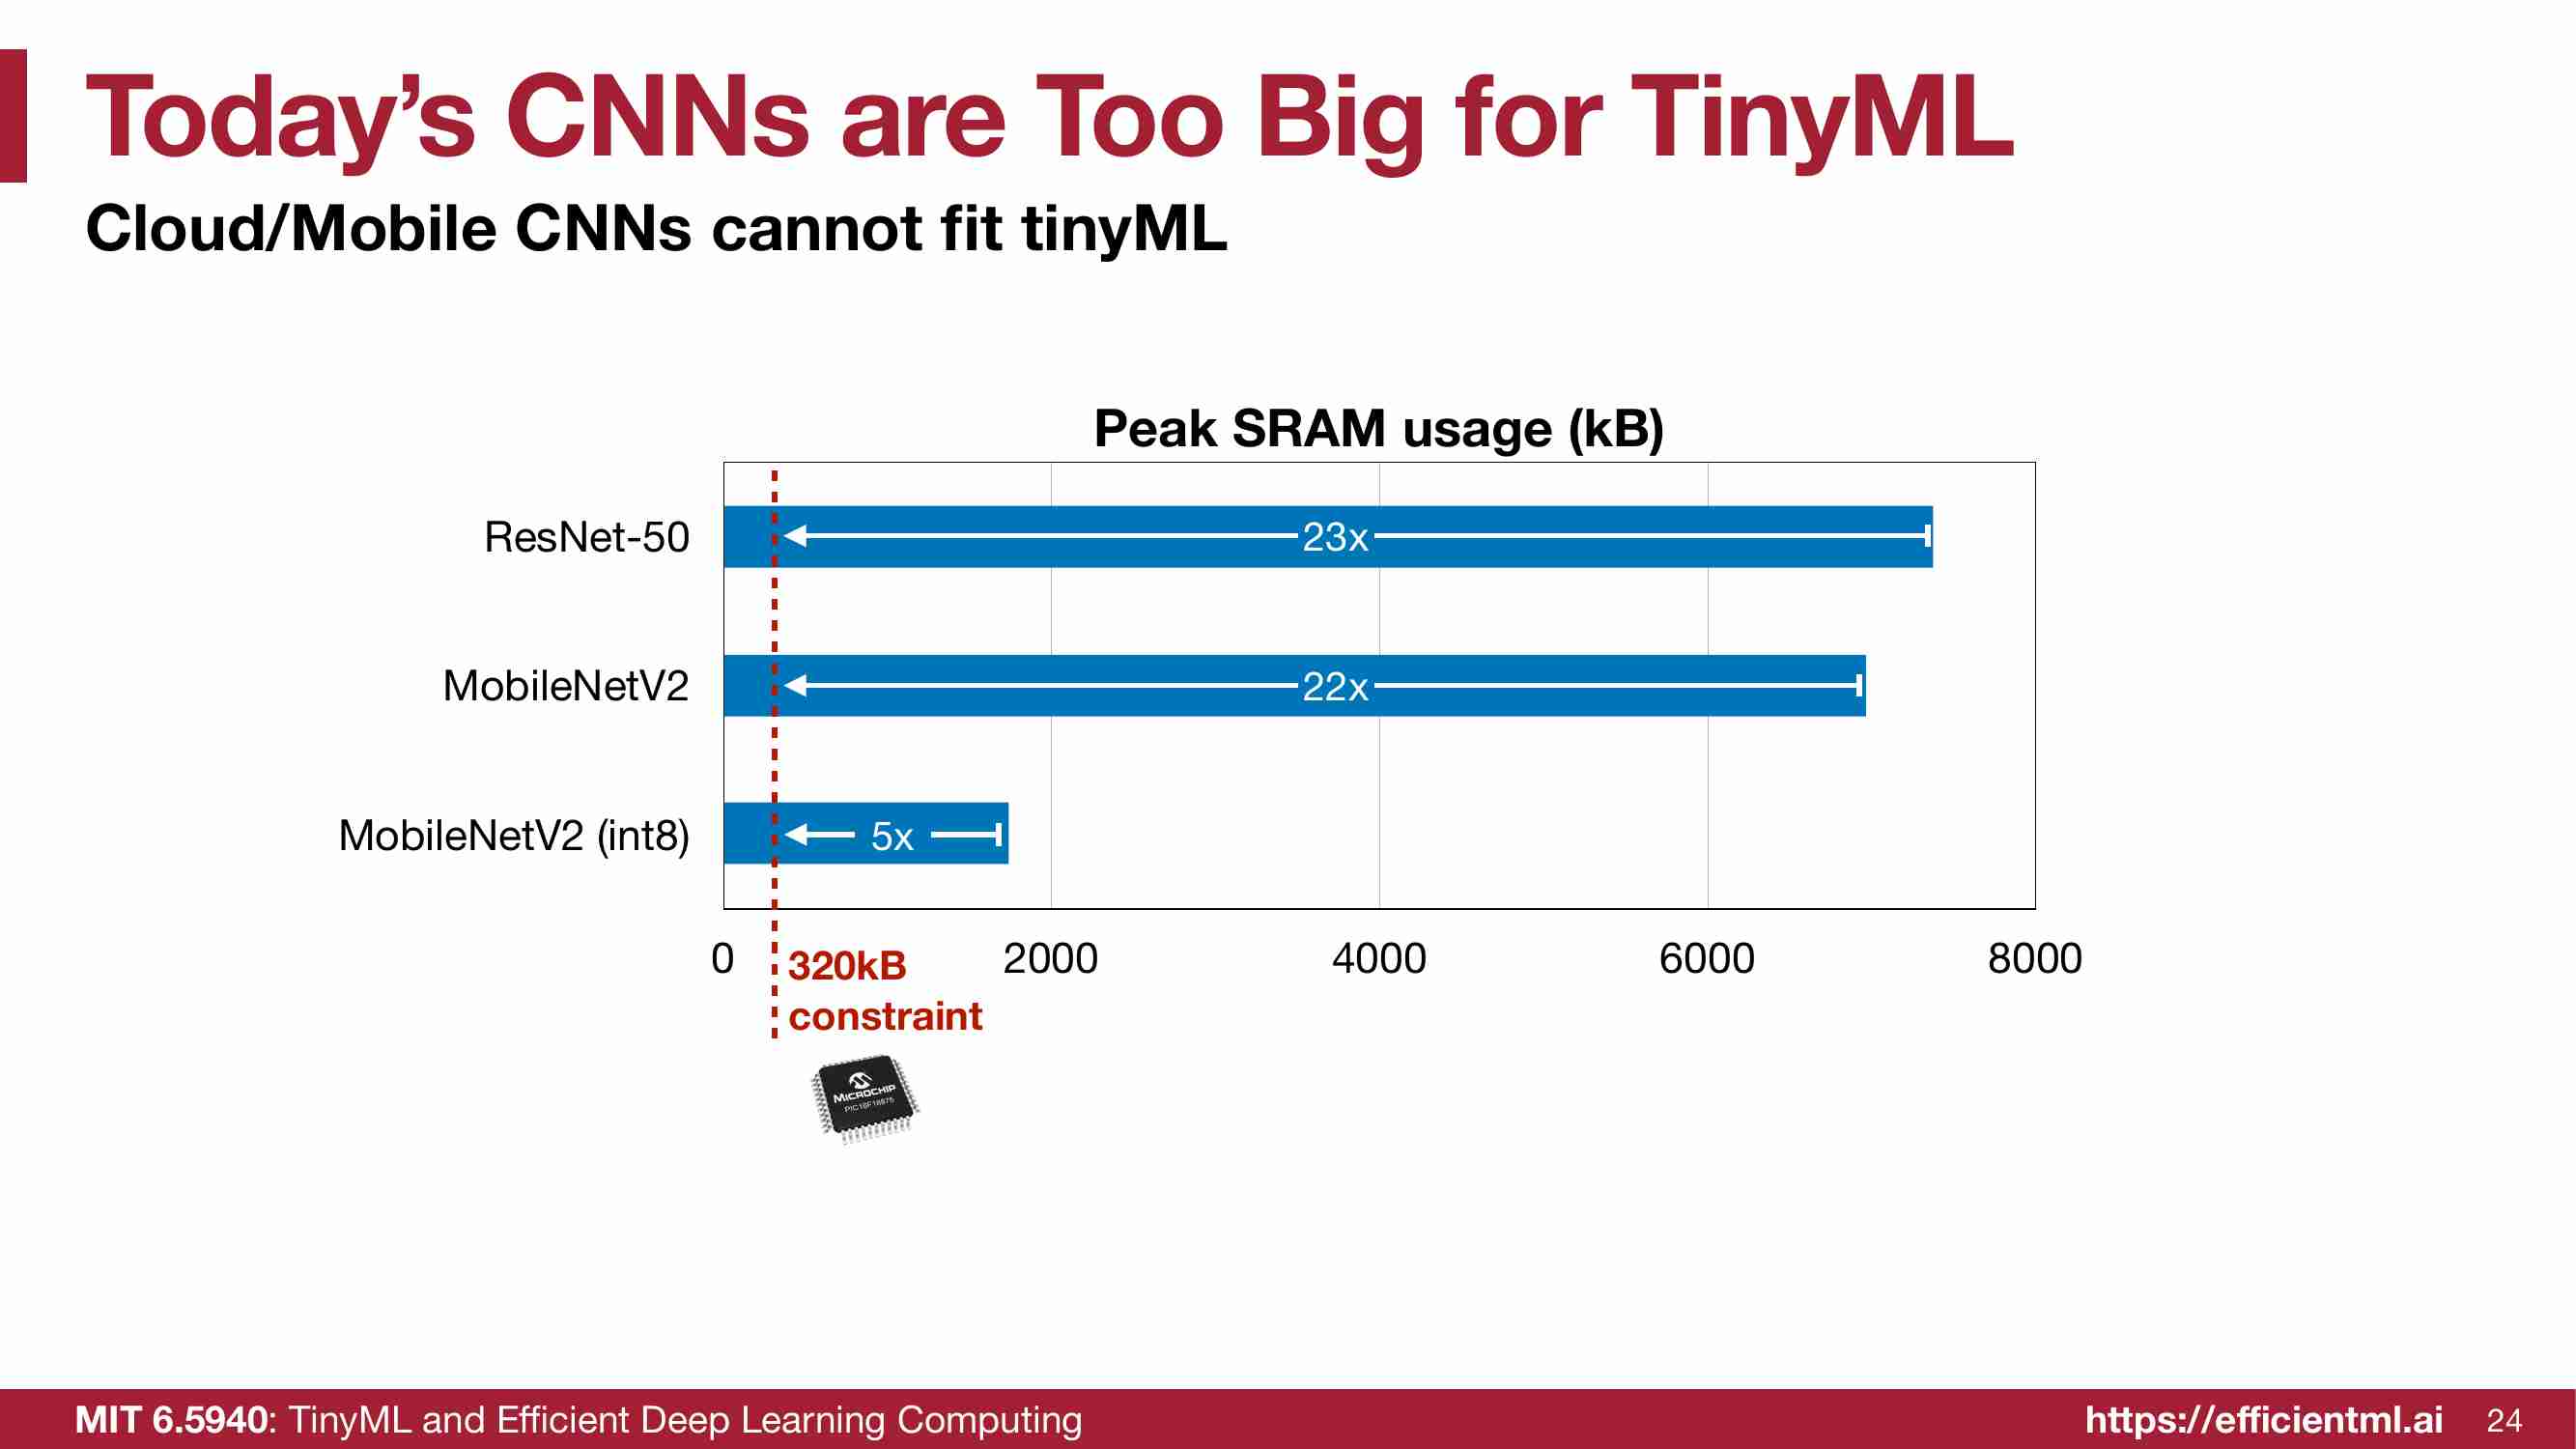 Today’s CNNs are Too Big for TinyML
Cloud/Mobile CNNs cannot fit tinyML
Peak SRAM usage (kB)
ResNet-50
23x
MobileNetV2
22x
MobileNetV2 (int8)
5x
0
2000
4000
6000
8000
320kB
constraint
MICROCHIP
MIT 6.5940: TinyML and Efficient Deep Learning Computing
https://efficientml.ai
24